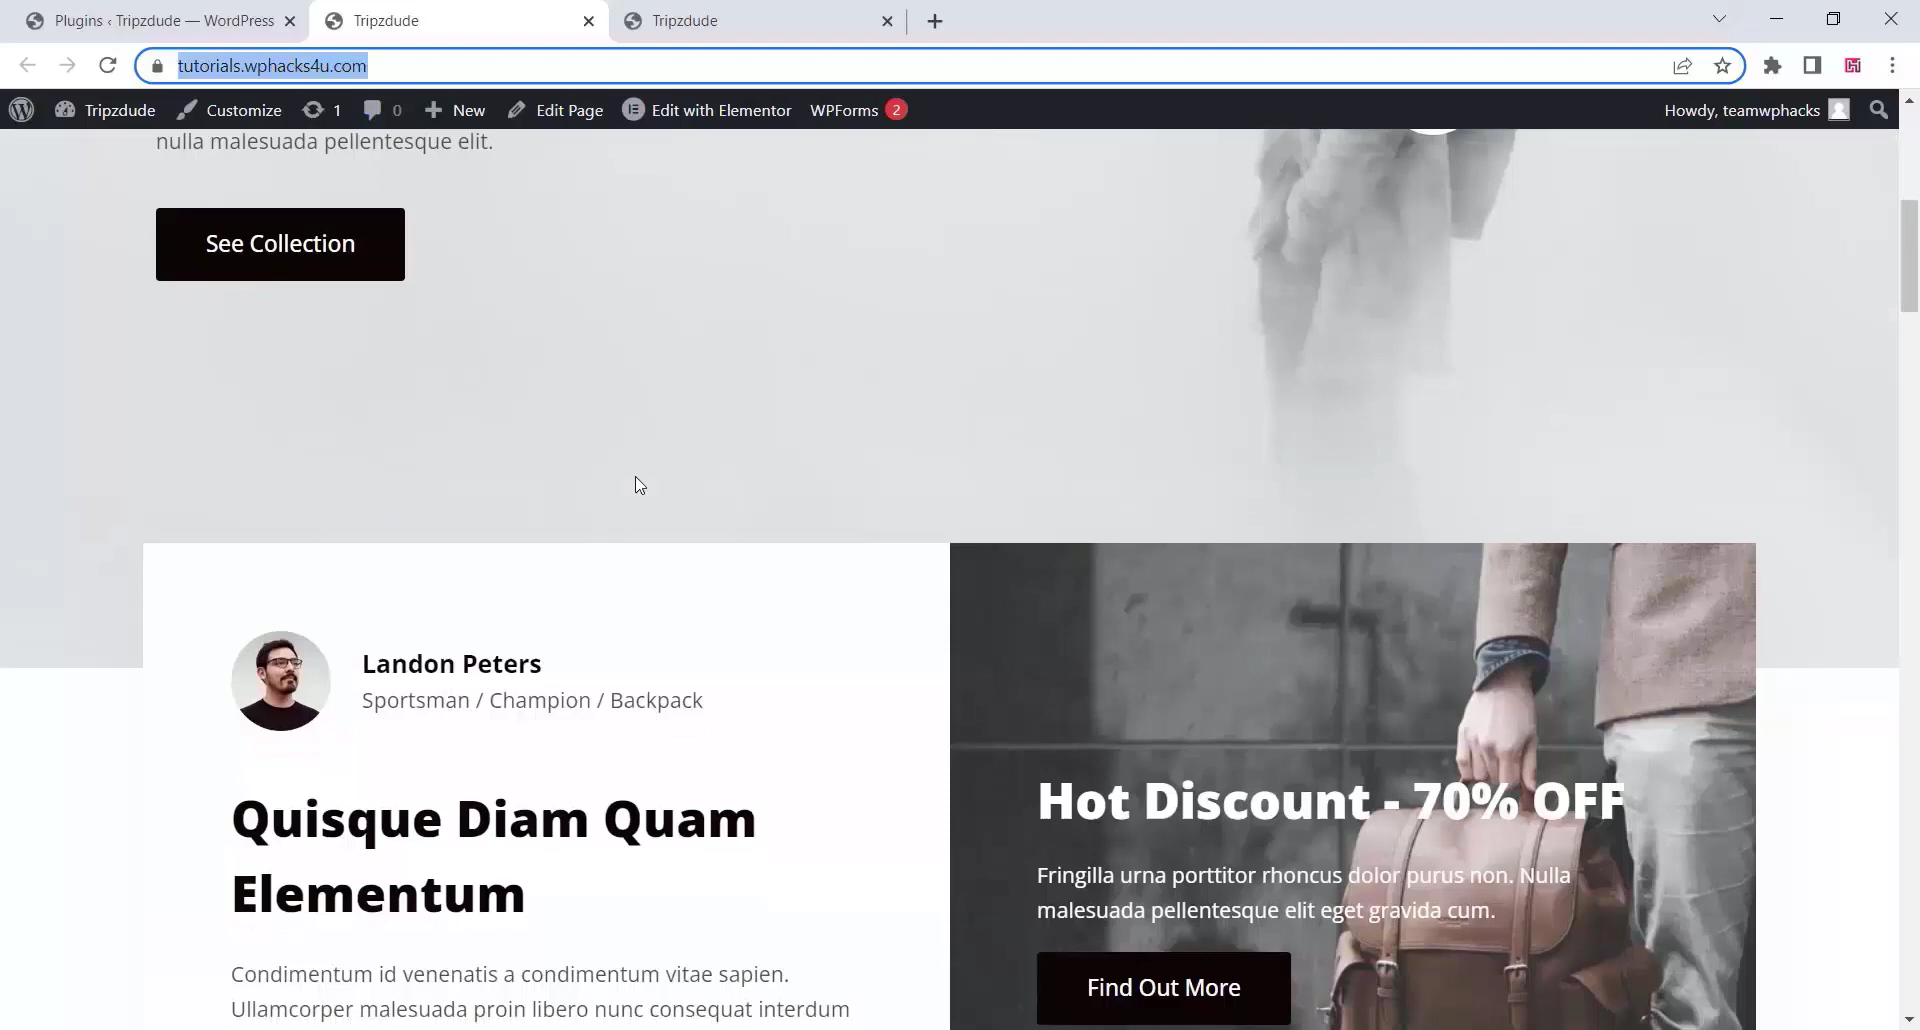 Plugins ‹ Tripzdude — WordPress
Tripzdude
Tripzdude
tutorials.wphacks4u.com
Tripzdude
Customize
1
0
New
Edit Page
Edit with Elementor
WPForms 2
Howdy, teamwphacks
nulla malesuada pellentesque elit.
See Collection
Landon Peters
Sportsman / Champion / Backpack
Quisque Diam Quam
Elementum
Condimentum id venenatis a condimentum vitae sapien.
Ullamcorper malesuada proin libero nunc consequat interdum
Hot Discount - 70% OFF
Fringilla urna porttitor rhoncus dolor purus non. Nulla
malesuada pellentesque elit eget gravida cum.
Find Out More